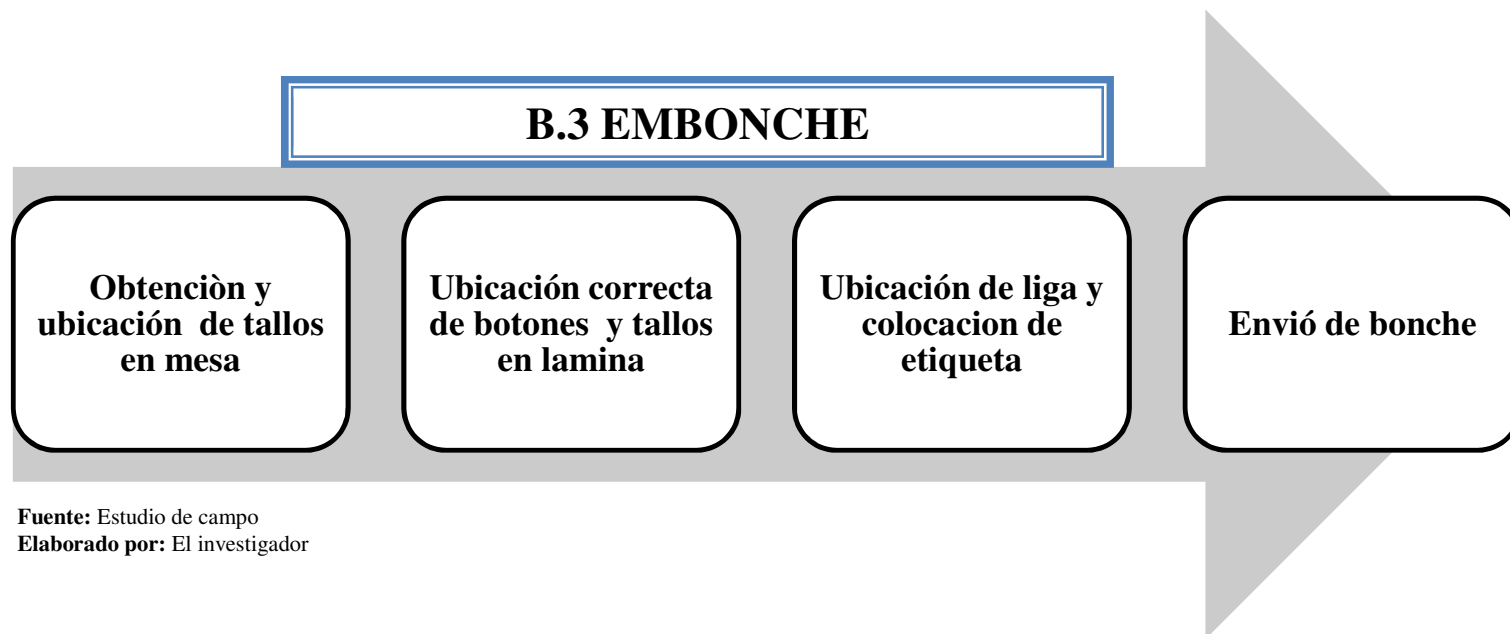 B.3 EMBONCHE
Obtenciòn y
ubicación de tallos
en mesa
Ubicación correcta
de botones y tallos
en lamina
Ubicación de liga y
colocacion de
etiqueta
Envió de bonche
Fuente: Estudio de campo
Elaborado por: El investigador